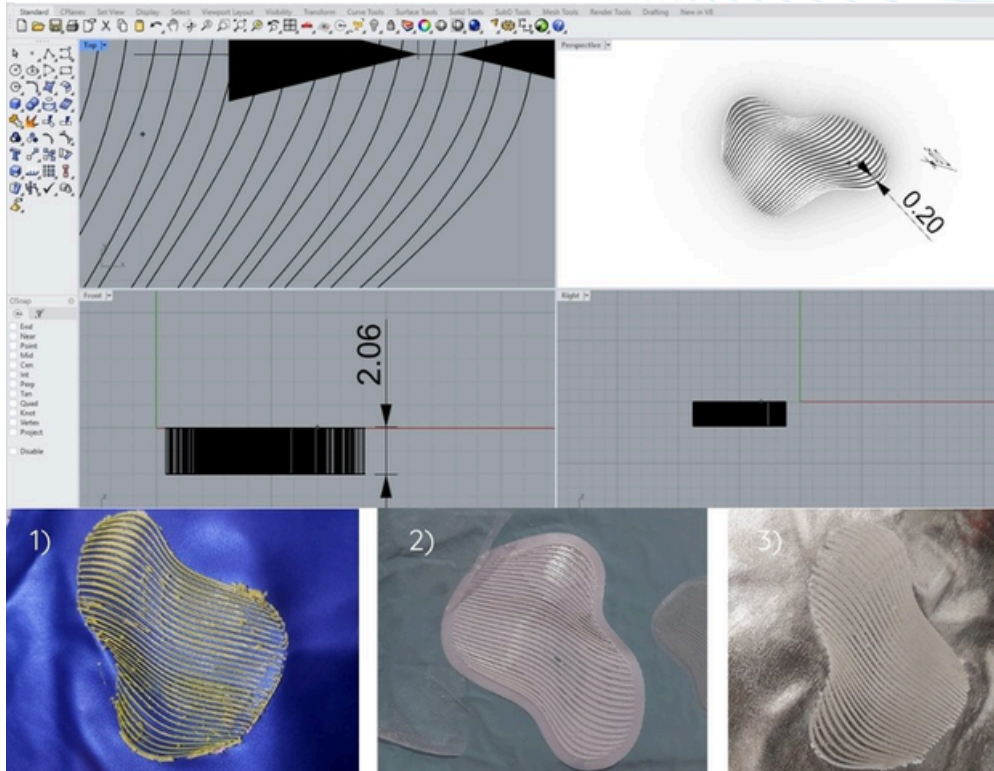 Standard CPlanes Set View Display Select Viewport Layout Visibility Transform Curve Tools Surface Tools Solid Tools SubD Tools Mesh Tools Render Tools Drafting New in V8
Top
Perspective
0.20
Front
Right
2.06
OSnap
End
Near
Point
Mid
Cen
Int
Perp
Tan
Quad
Knot
Vertex
Project
Disable
1)
2)
3)